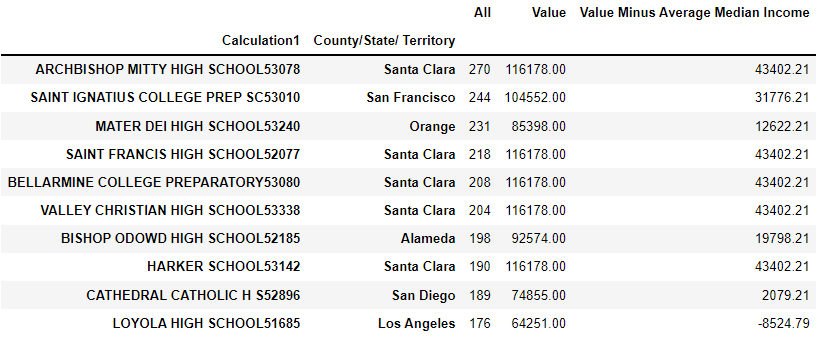 All Value Value Minus Average Median Income
Calculation1 County/State/ Territory
ARCHBISHOP MITTY HIGH SCHOOL53078 Santa Clara 270 116178.00 43402.21
SAINT IGNATIUS COLLEGE PREP SC53010 San Francisco 244 104552.00 31776.21
MATER DEI HIGH SCHOOL53240 Orange 231 85398.00 12622.21
SAINT FRANCIS HIGH SCHOOL52077 Santa Clara 218 116178.00 43402.21
BELLARMINE COLLEGE PREPARATORY53080 Santa Clara 208 116178.00 43402.21
VALLEY CHRISTIAN HIGH SCHOOL53338 Santa Clara 204 116178.00 43402.21
BISHOP ODOWD HIGH SCHOOL52185 Alameda 198 92574.00 19798.21
HARKER SCHOOL53142 Santa Clara 190 116178.00 43402.21
CATHEDRAL CATHOLIC H S52896 San Diego 189 74855.00 2079.21
LOYOLA HIGH SCHOOL51685 Los Angeles 176 64251.00 -8524.79